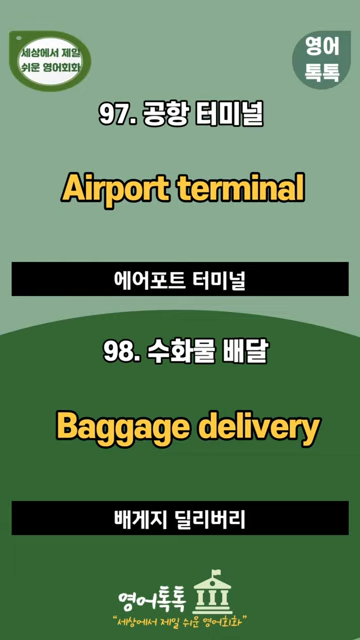 세상에서 제일
쉬운 영어회화
영어
톡톡
97. 공항 터미널
Airport terminal
에어포트 터미널
98. 수화물 배달
Baggage delivery
배게지 딜리버리
영어톡톡
"세상에서 제일 쉬운 영어회화"